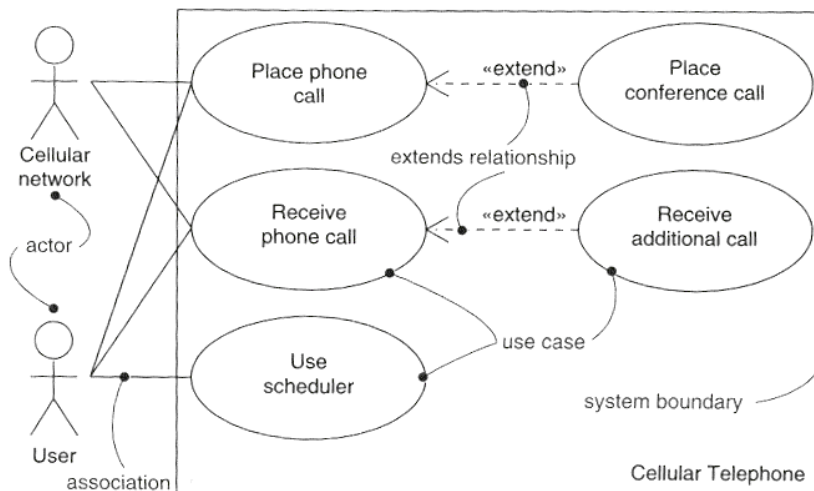 Place phone
call
«extend»
Place
conference call
Cellular
network
extends relationship
Receive
phone call
«extend»
Receive
additional call
actor
use case
Use
scheduler
system boundary
User
association
Cellular Telephone